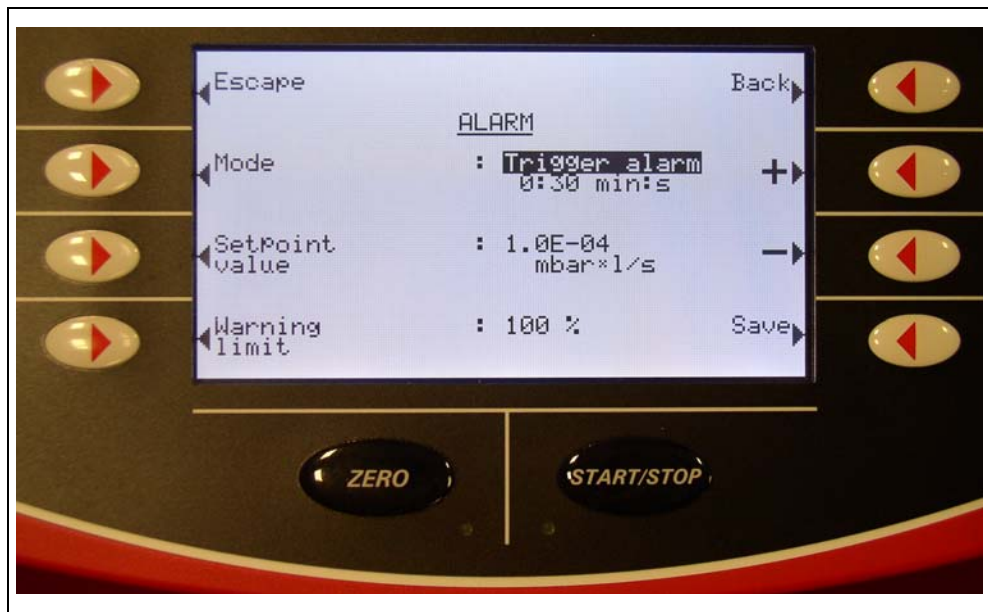 Escape Back
ALARM
Mode : Trigger alarm +
0:30 min:s
Setpoint : 1.0E-04 −
value mbar×l/s
Warning : 100 % Save
limit
ZERO START/STOP